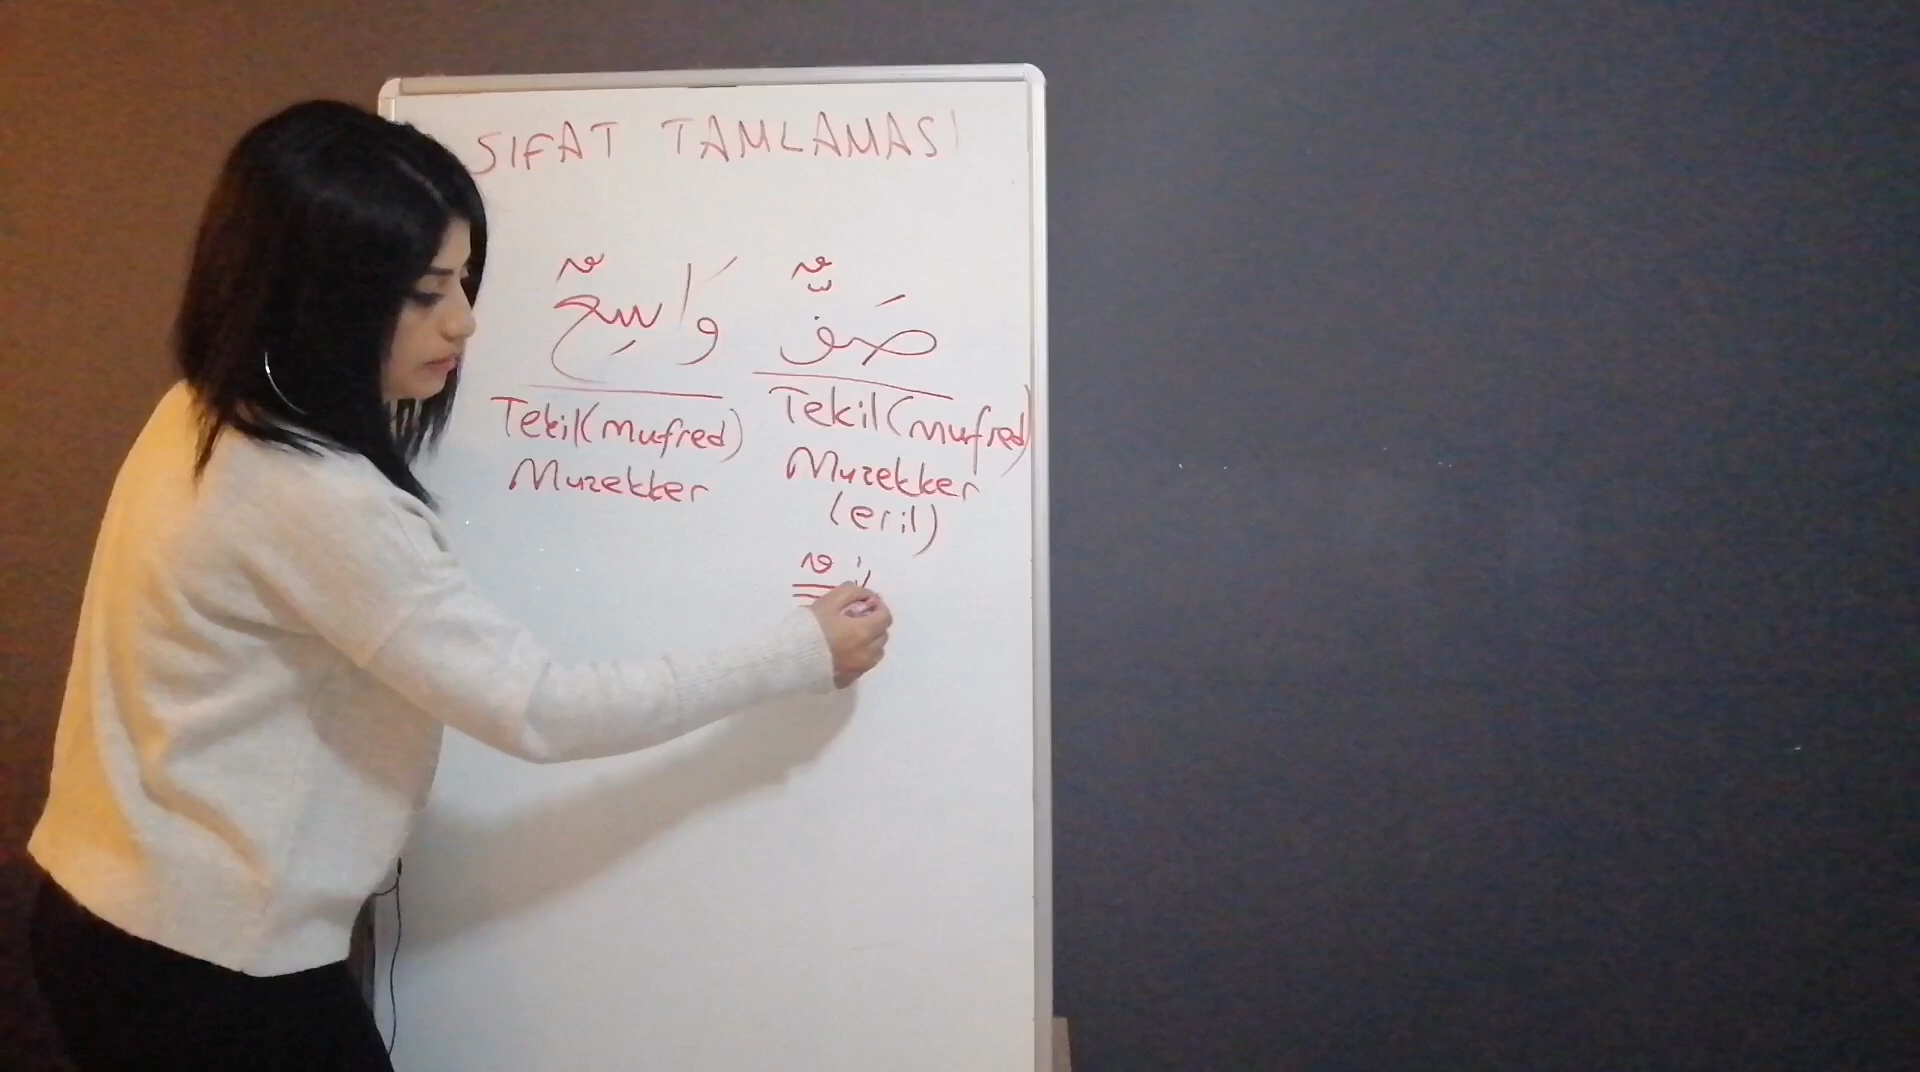 SIFAT TAMLAMASI
صَفٌّ وَاسِعٌ
Tekil(mufred) Tekil(mufred)
Muzekker Muzekker
(eril)